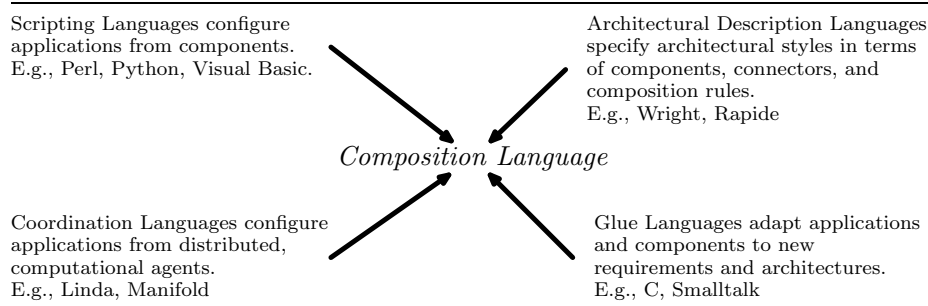 Scripting Languages configure
applications from components.
E.g., Perl, Python, Visual Basic.
Architectural Description Languages
specify architectural styles in terms
of components, connectors, and
composition rules.
E.g., Wright, Rapide
Composition Language
Coordination Languages configure
applications from distributed,
computational agents.
E.g., Linda, Manifold
Glue Languages adapt applications
and components to new
requirements and architectures.
E.g., C, Smalltalk